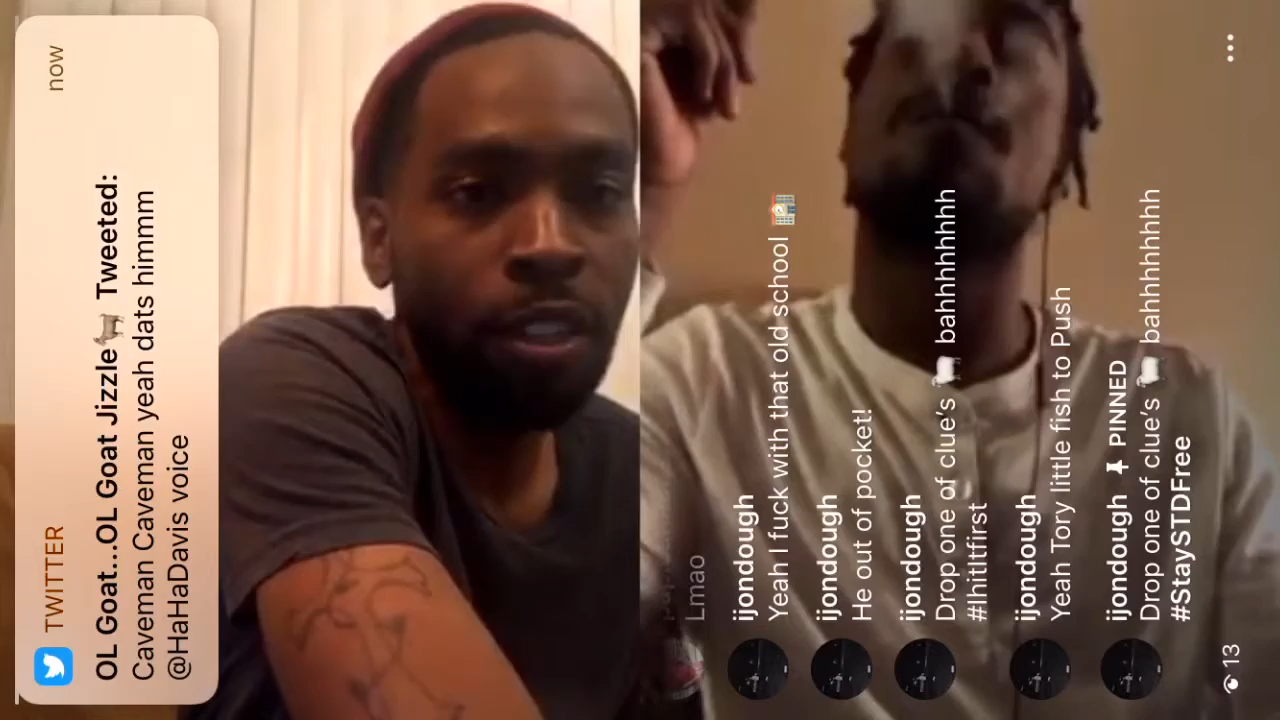 TWITTER now
OL Goat...OL Goat Jizzle🐐 Tweeted:
Caveman Caveman yeah dats himmm
@HaHaDavis voice
Lmao
ijondough
Yeah I fuck with that old school 🏫
ijondough
He out of pocket!
ijondough
Drop one of clue's 🐐 bahhhhhhh
#IhitItfirst
ijondough
Yeah Tory little fish to Push
ijondough 📌 PINNED
Drop one of clue's 🐐 bahhhhhhh
#StaySTDFree
13